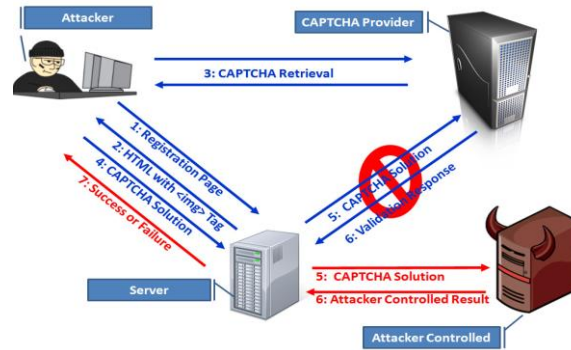 Attacker
CAPTCHA Provider
3: CAPTCHA Retrieval
1: Registration Page
2: HTML with <img> Tag
4: CAPTCHA Solution
7: Success or Failure
5: CAPTCHA Solution
6: Validation Response
Server
5: CAPTCHA Solution
6: Attacker Controlled Result
Attacker Controlled